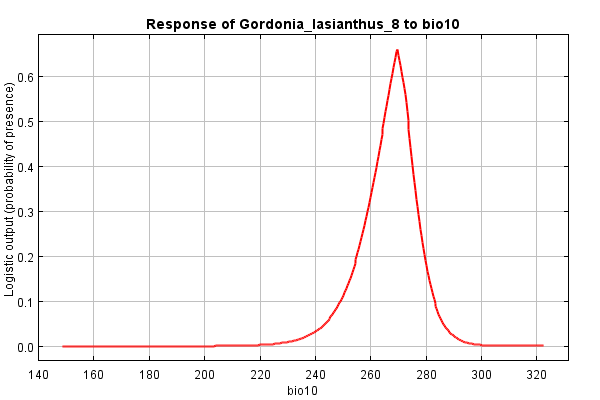 Response of Gordonia_lasianthus_8 to bio10
Logistic output (probability of presence)
0.6
0.5
0.4
0.3
0.2
0.1
0.0
140 160 180 200 220 240 260 280 300 320
bio10